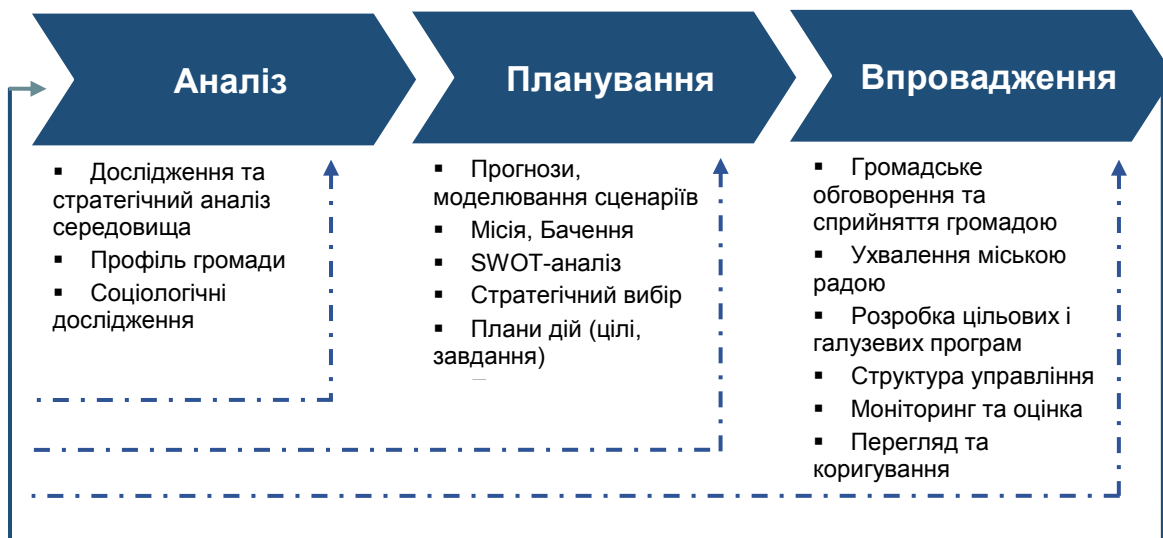 Аналіз
Планування
Впровадження
▪ Дослідження та
стратегічний аналіз
середовища
▪ Профіль громади
▪ Соціологічні
дослідження
▪ Прогнози,
моделювання сценаріїв
▪ Місія, Бачення
▪ SWOT-аналіз
▪ Стратегічний вибір
▪ Плани дій (цілі,
завдання)
▪ Громадське
обговорення та
сприйняття громадою
▪ Ухвалення міською
радою
▪ Розробка цільових і
галузевих програм
▪ Структура управління
▪ Моніторинг та оцінка
▪ Перегляд та
коригування